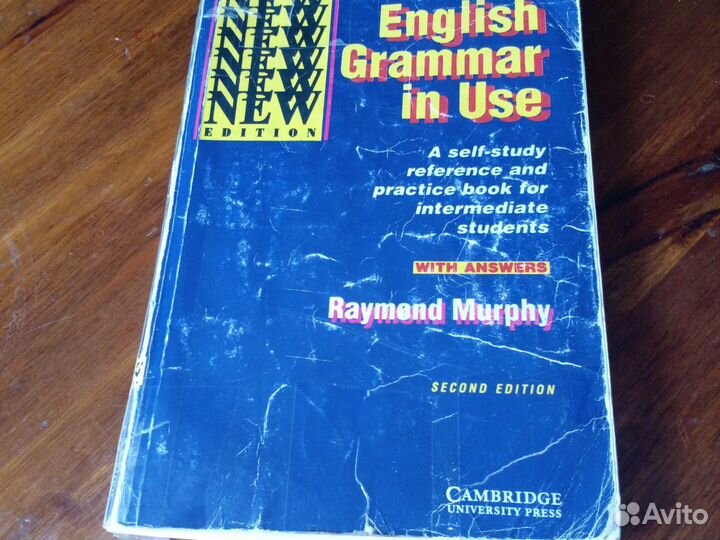 NEW
NEW
NEW
NEW
NEW
NEW
EDITION
English
Grammar
in Use
A self-study
reference and
practice book for
intermediate
students
WITH ANSWERS
Raymond Murphy
SECOND EDITION
CAMBRIDGE
UNIVERSITY PRESS
Avito